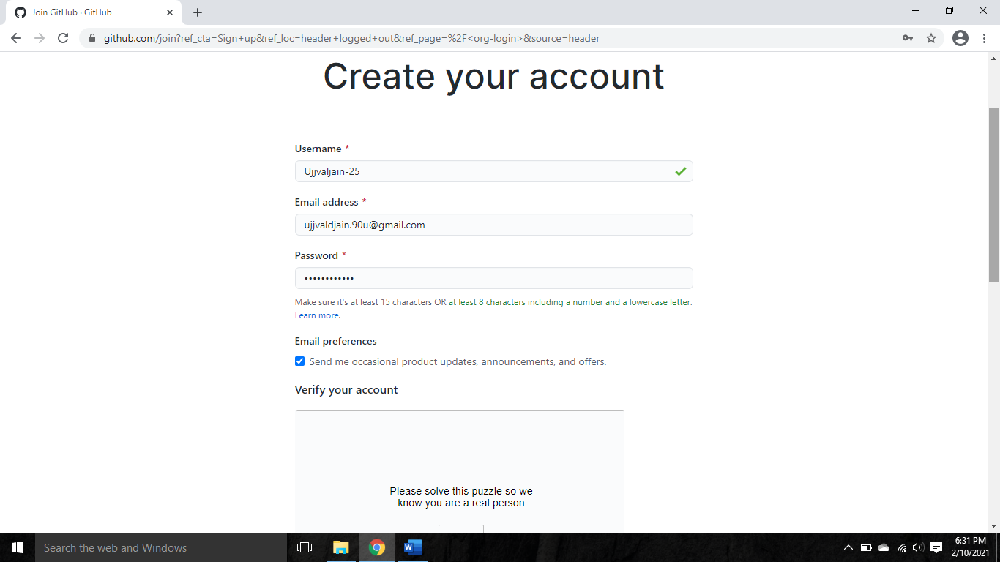 Join GitHub · GitHub
github.com/join?ref_cta=Sign+up&ref_loc=header+logged+out&ref_page=%2F<org-login>&source=header
Create your account
Username *
Ujjvaljain-25
Email address *
ujjvaldjain.90u@gmail.com
Password *
••••••••••••
Make sure it's at least 15 characters OR at least 8 characters including a number and a lowercase letter.
Learn more.
Email preferences
Send me occasional product updates, announcements, and offers.
Verify your account
Please solve this puzzle so we
know you are a real person
Search the web and Windows
6:31 PM
2/10/2021